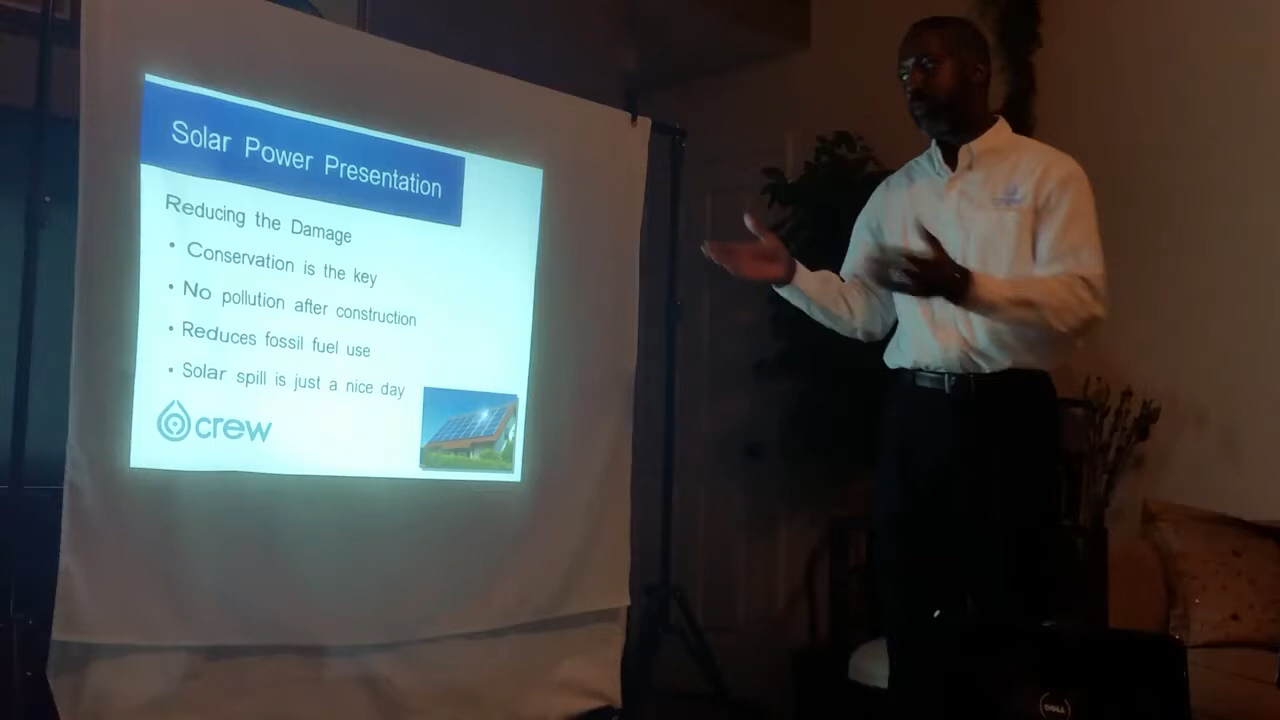 Solar Power Presentation
Reducing the Damage
• Conservation is the key
• No pollution after construction
• Reduces fossil fuel use
• Solar spill is just a nice day
crew
DELL